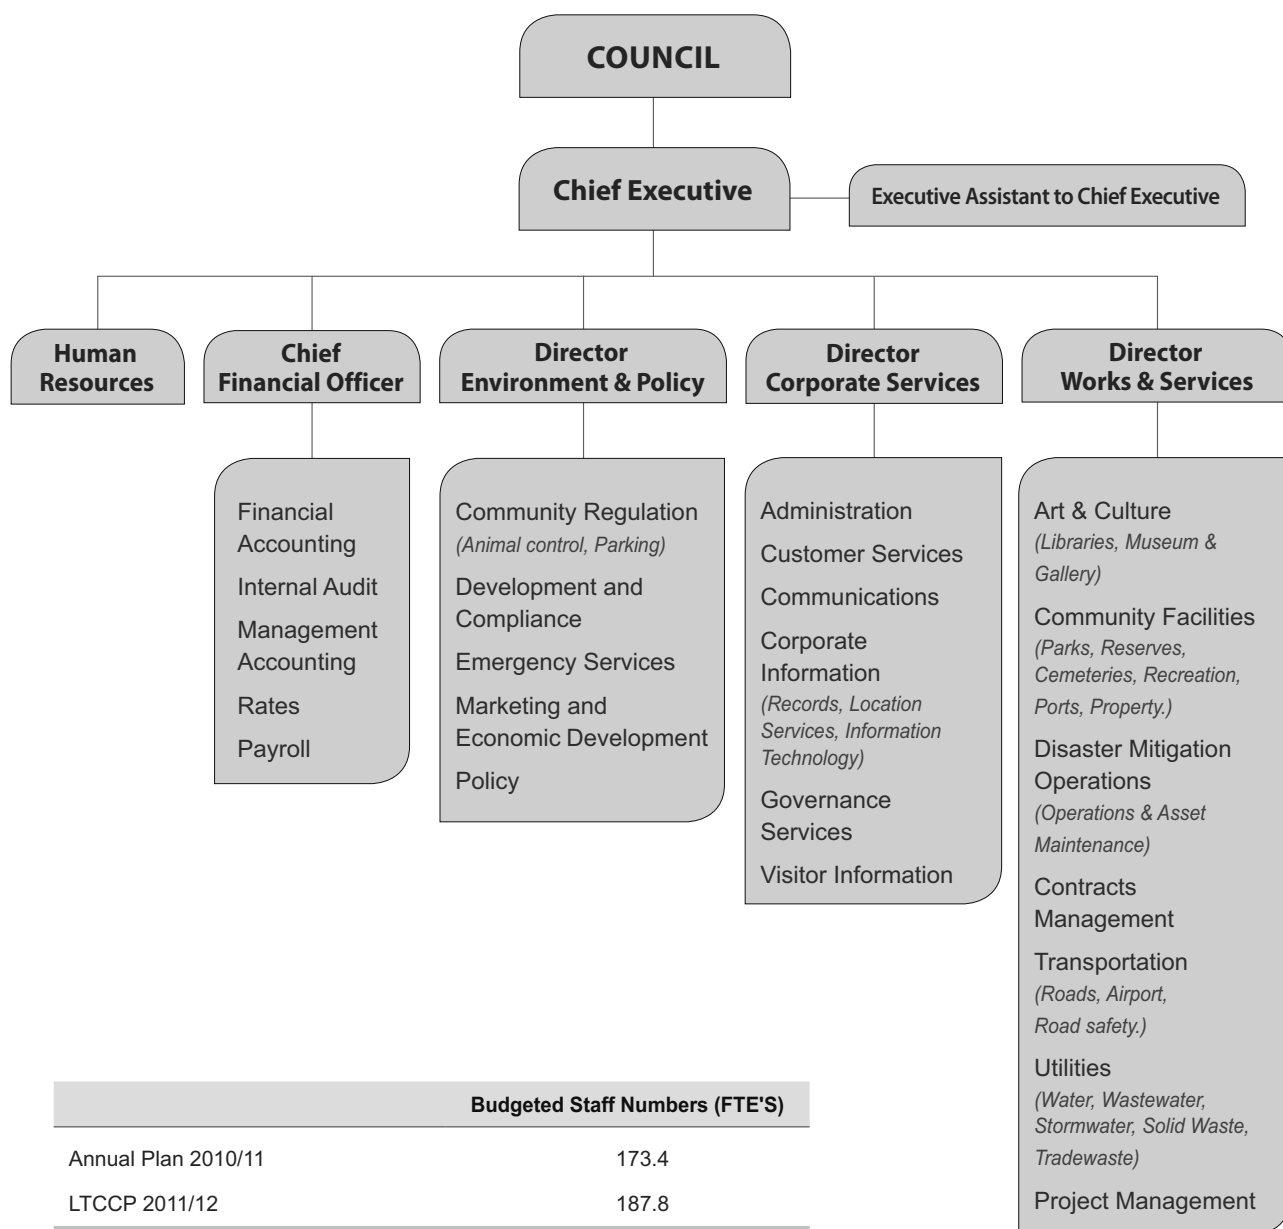 COUNCIL
Chief Executive
Executive Assistant to Chief Executive
Human
Resources
Chief
Financial Officer
Director
Environment & Policy
Director
Corporate Services
Director
Works & Services
Financial
Accounting
Internal Audit
Management
Accounting
Rates
Payroll
Community Regulation
(Animal control, Parking)
Development and
Compliance
Emergency Services
Marketing and
Economic Development
Policy
Administration
Customer Services
Communications
Corporate
Information
(Records, Location
Services, Information
Technology)
Governance
Services
Visitor Information
Art & Culture
(Libraries, Museum &
Gallery)
Community Facilities
(Parks, Reserves,
Cemeteries, Recreation,
Ports, Property.)
Disaster Mitigation
Operations
(Operations & Asset
Maintenance)
Contracts
Management
Transportation
(Roads, Airport,
Road safety.)
Utilities
(Water, Wastewater,
Stormwater, Solid Waste,
Tradewaste)
Project Management
Budgeted Staff Numbers (FTE'S)
Annual Plan 2010/11 173.4
LTCCP 2011/12 187.8